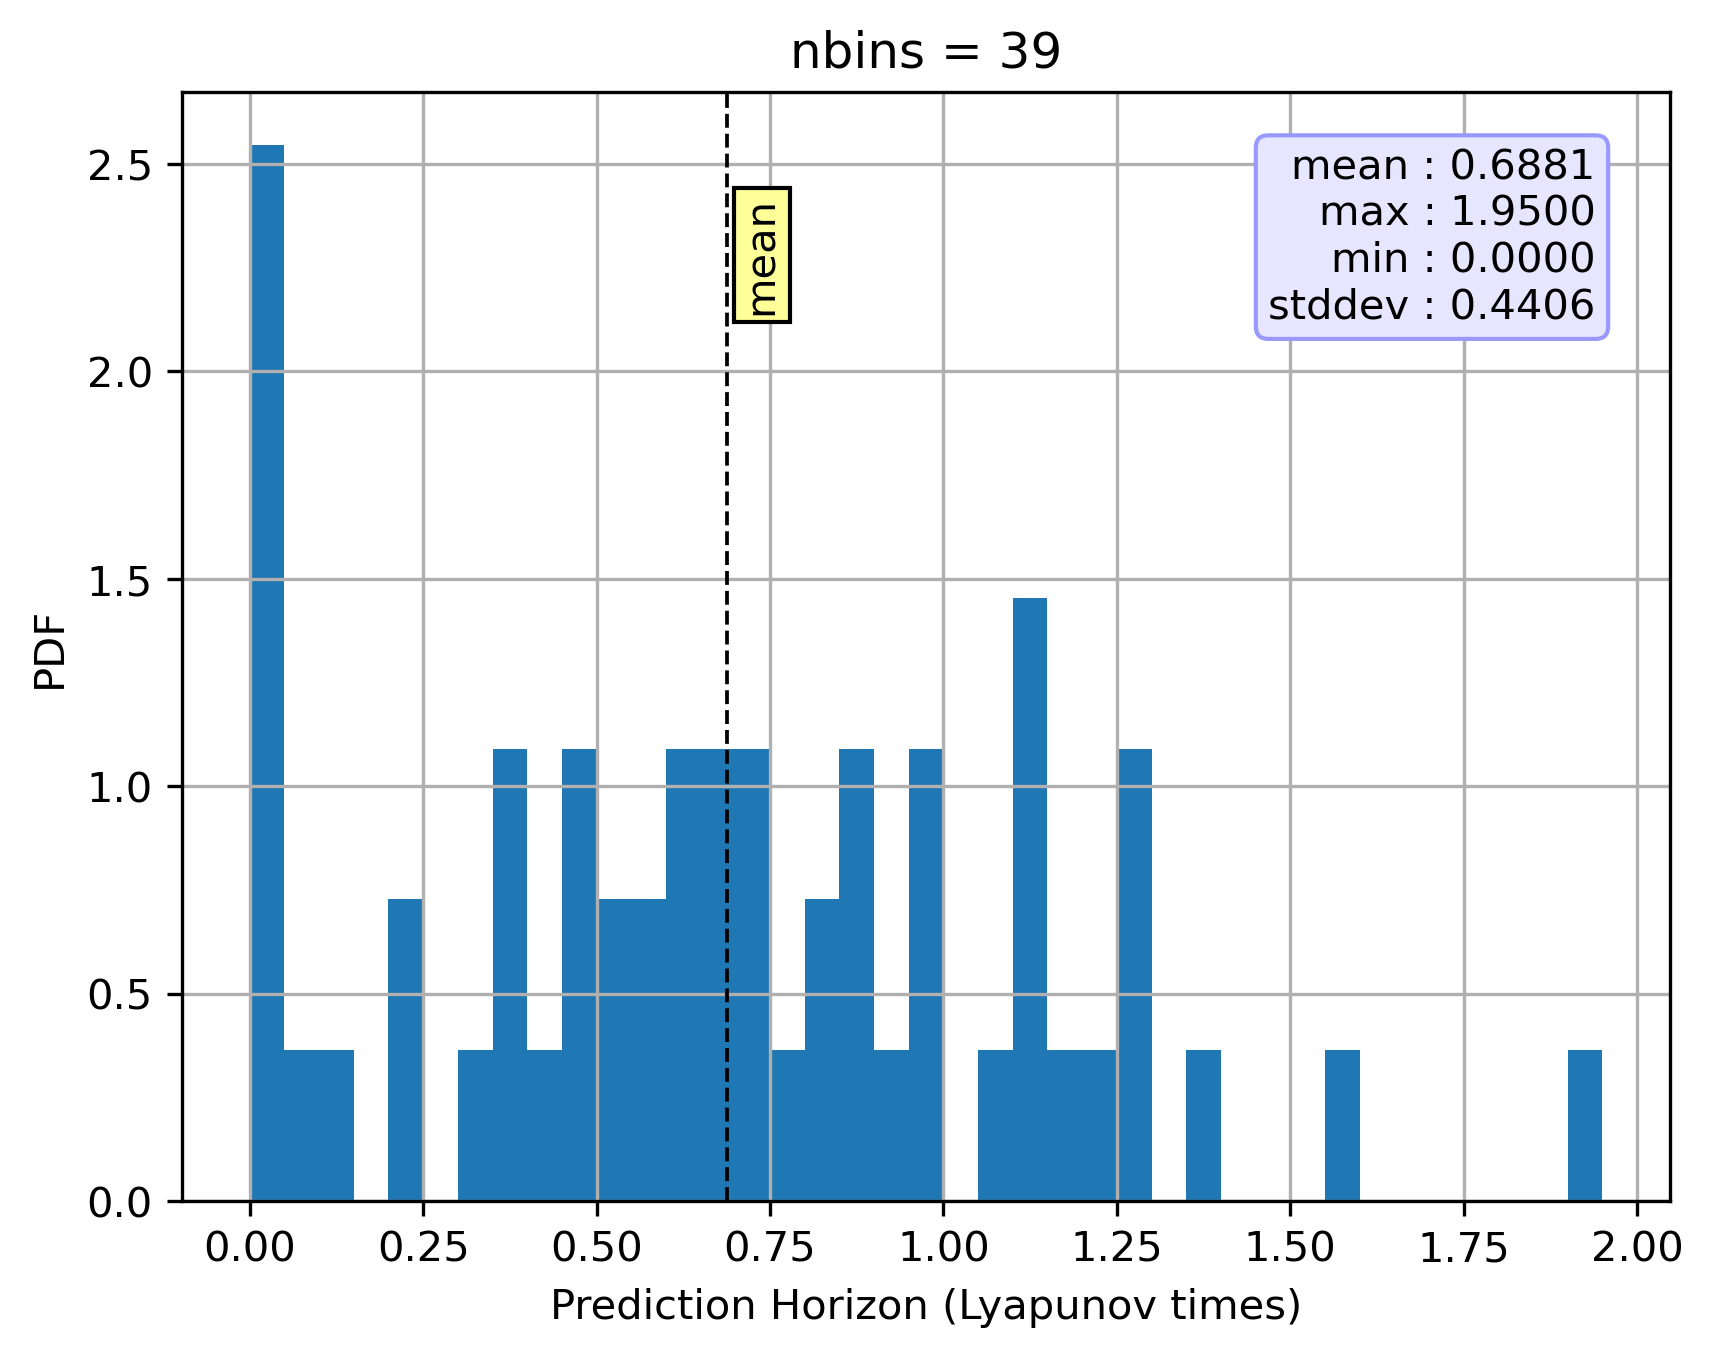 nbins = 39
mean : 0.6881
max : 1.9500
min : 0.0000
stddev : 0.4406
mean
PDF
2.5
2.0
1.5
1.0
0.5
0.0
0.00 0.25 0.50 0.75 1.00 1.25 1.50 1.75 2.00
Prediction Horizon (Lyapunov times)